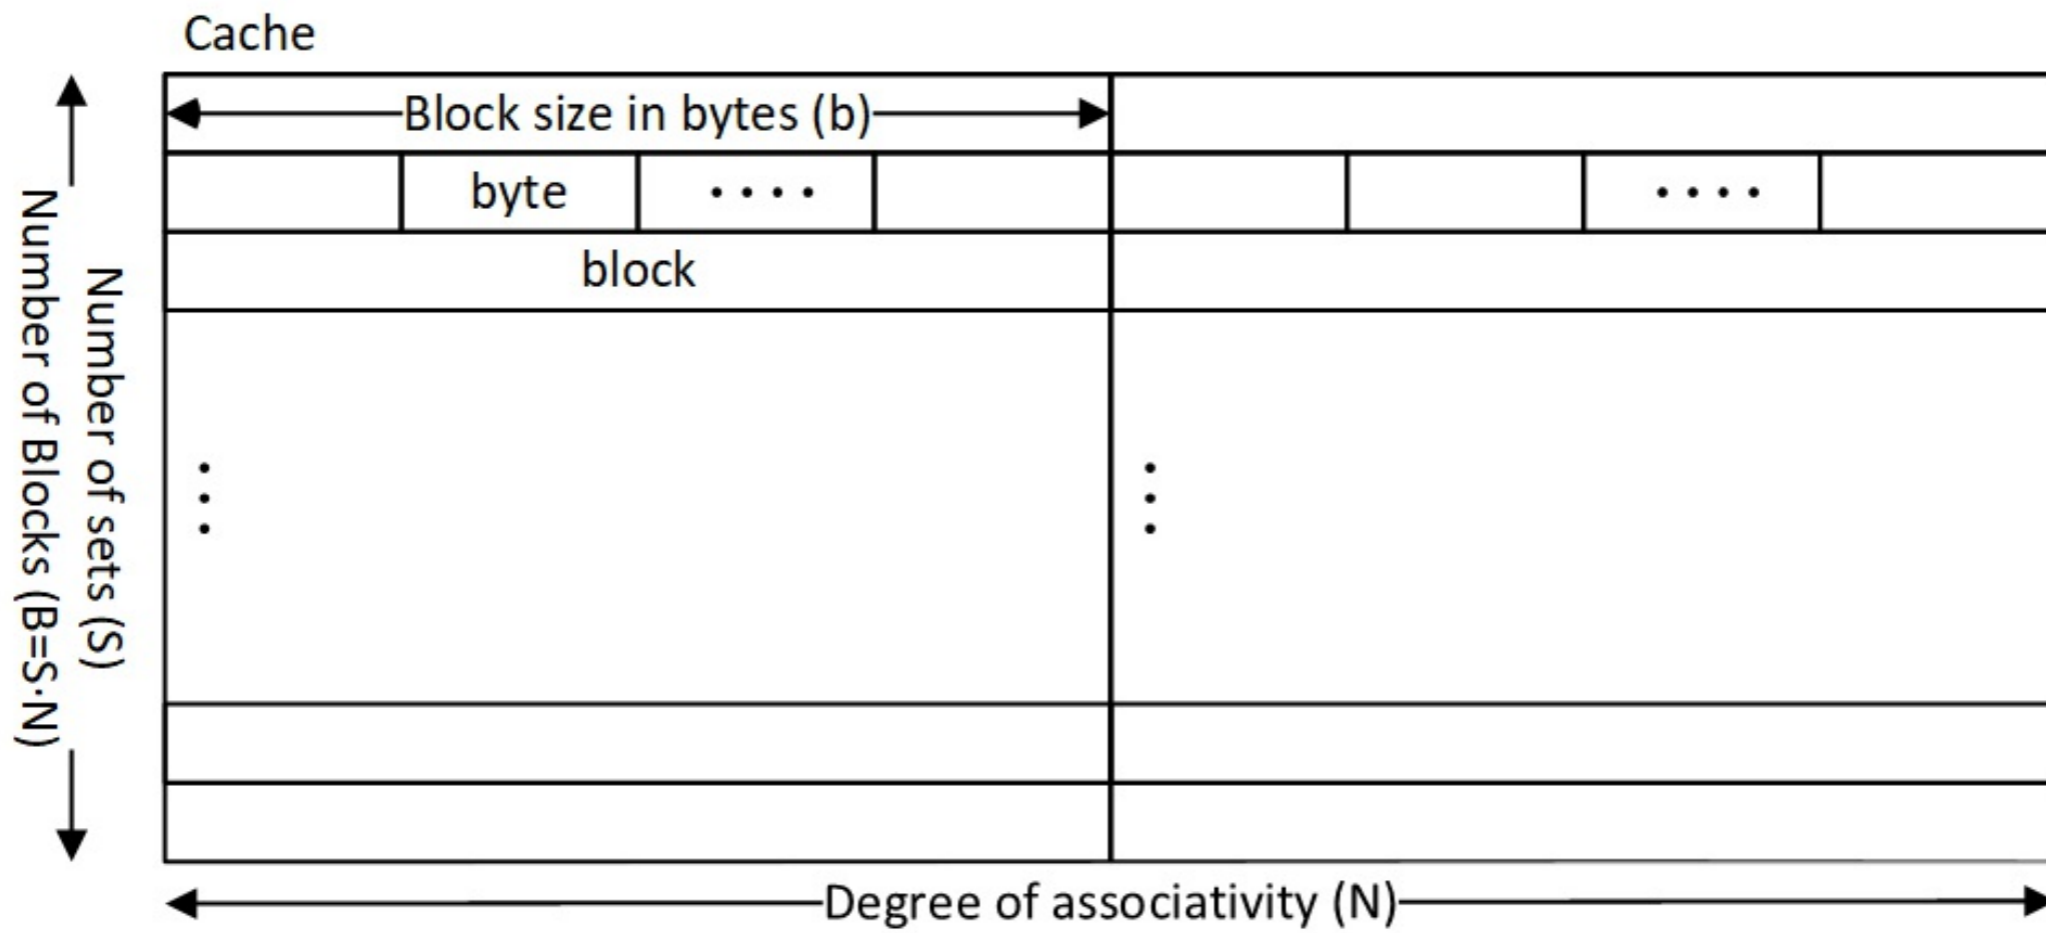 Cache
Block size in bytes (b)
byte
....
....
block
Number of sets (S)
Number of Blocks (B=S·N)
Degree of associativity (N)